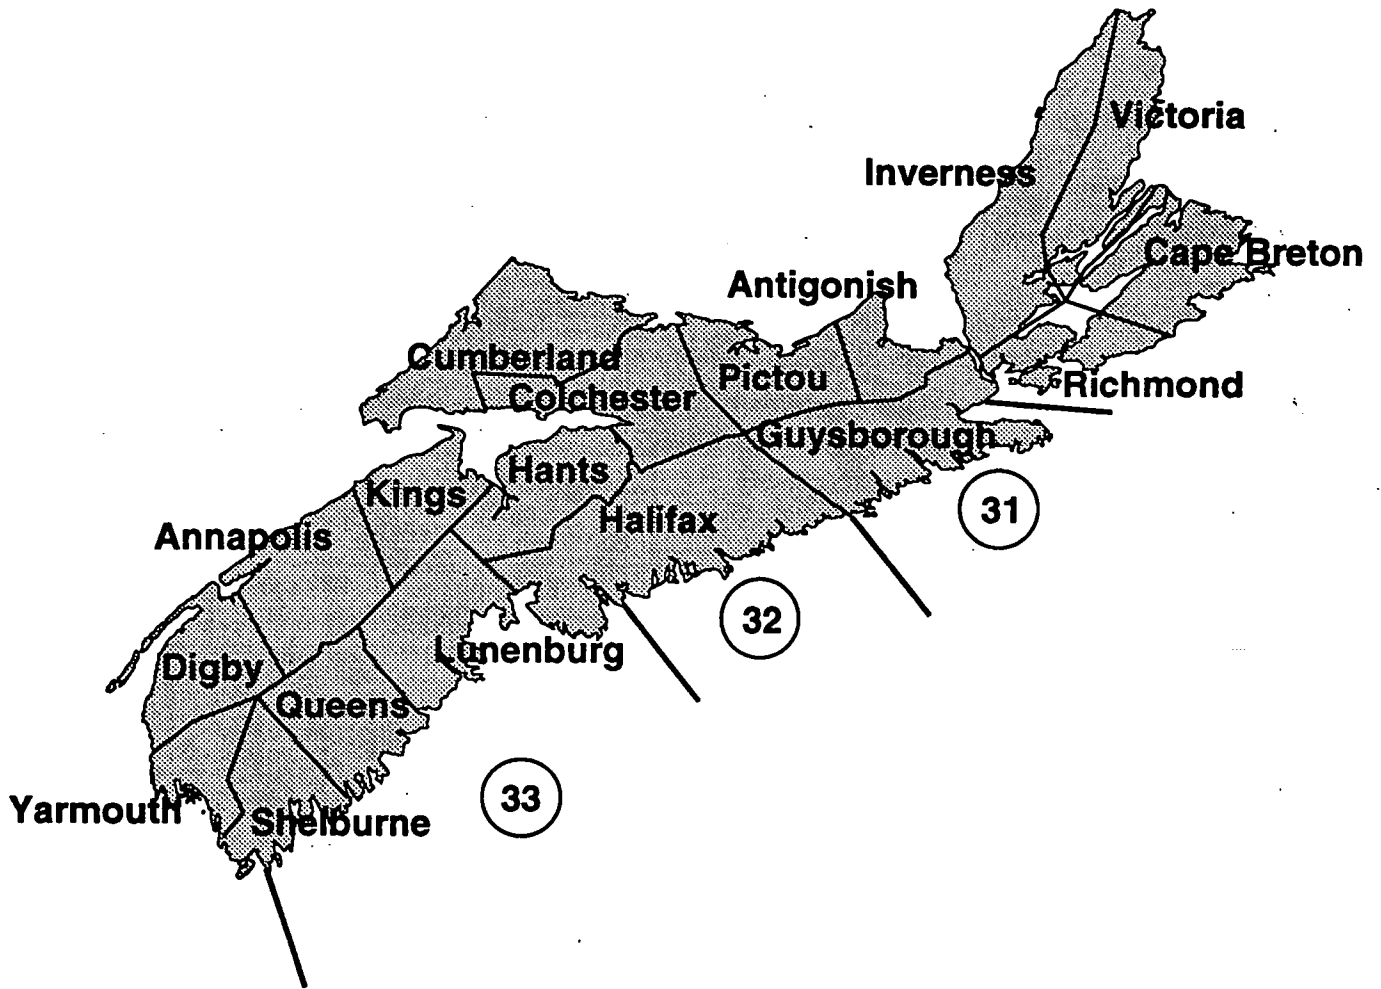 Victoria
Inverness
Cape Breton
Antigonish
Cumberland
Pictou
Richmond
Colchester
Guysborough
Hants
Kings
31
Halifax
Annapolis
32
Lunenburg
Digby
Queens
33
Yarmouth
Shelburne